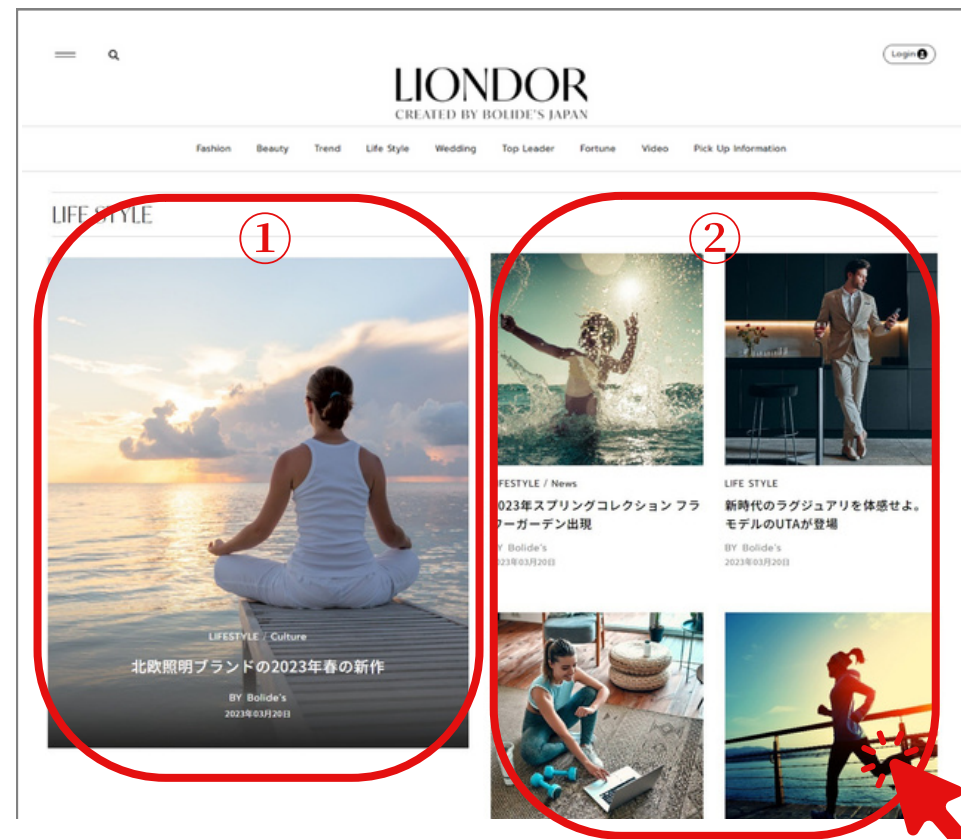 Login
LIONDOR
CREATED BY BOLIDE'S JAPAN
Fashion Beauty Trend Life Style Wedding Top Leader Fortune Video Pick Up Information
LIFE STYLE
①
LIFESTYLE / Culture
北欧照明ブランドの2023年春の新作
BY Bolide's
2023年03月20日
②
FESTYLE / News
023年スプリングコレクション フラ
ワーガーデン出現
BY Bolide's
2023年03月20日
LIFE STYLE
新時代のラグジュアリを体感せよ。
モデルのUTAが登場
BY Bolide's
2023年03月20日